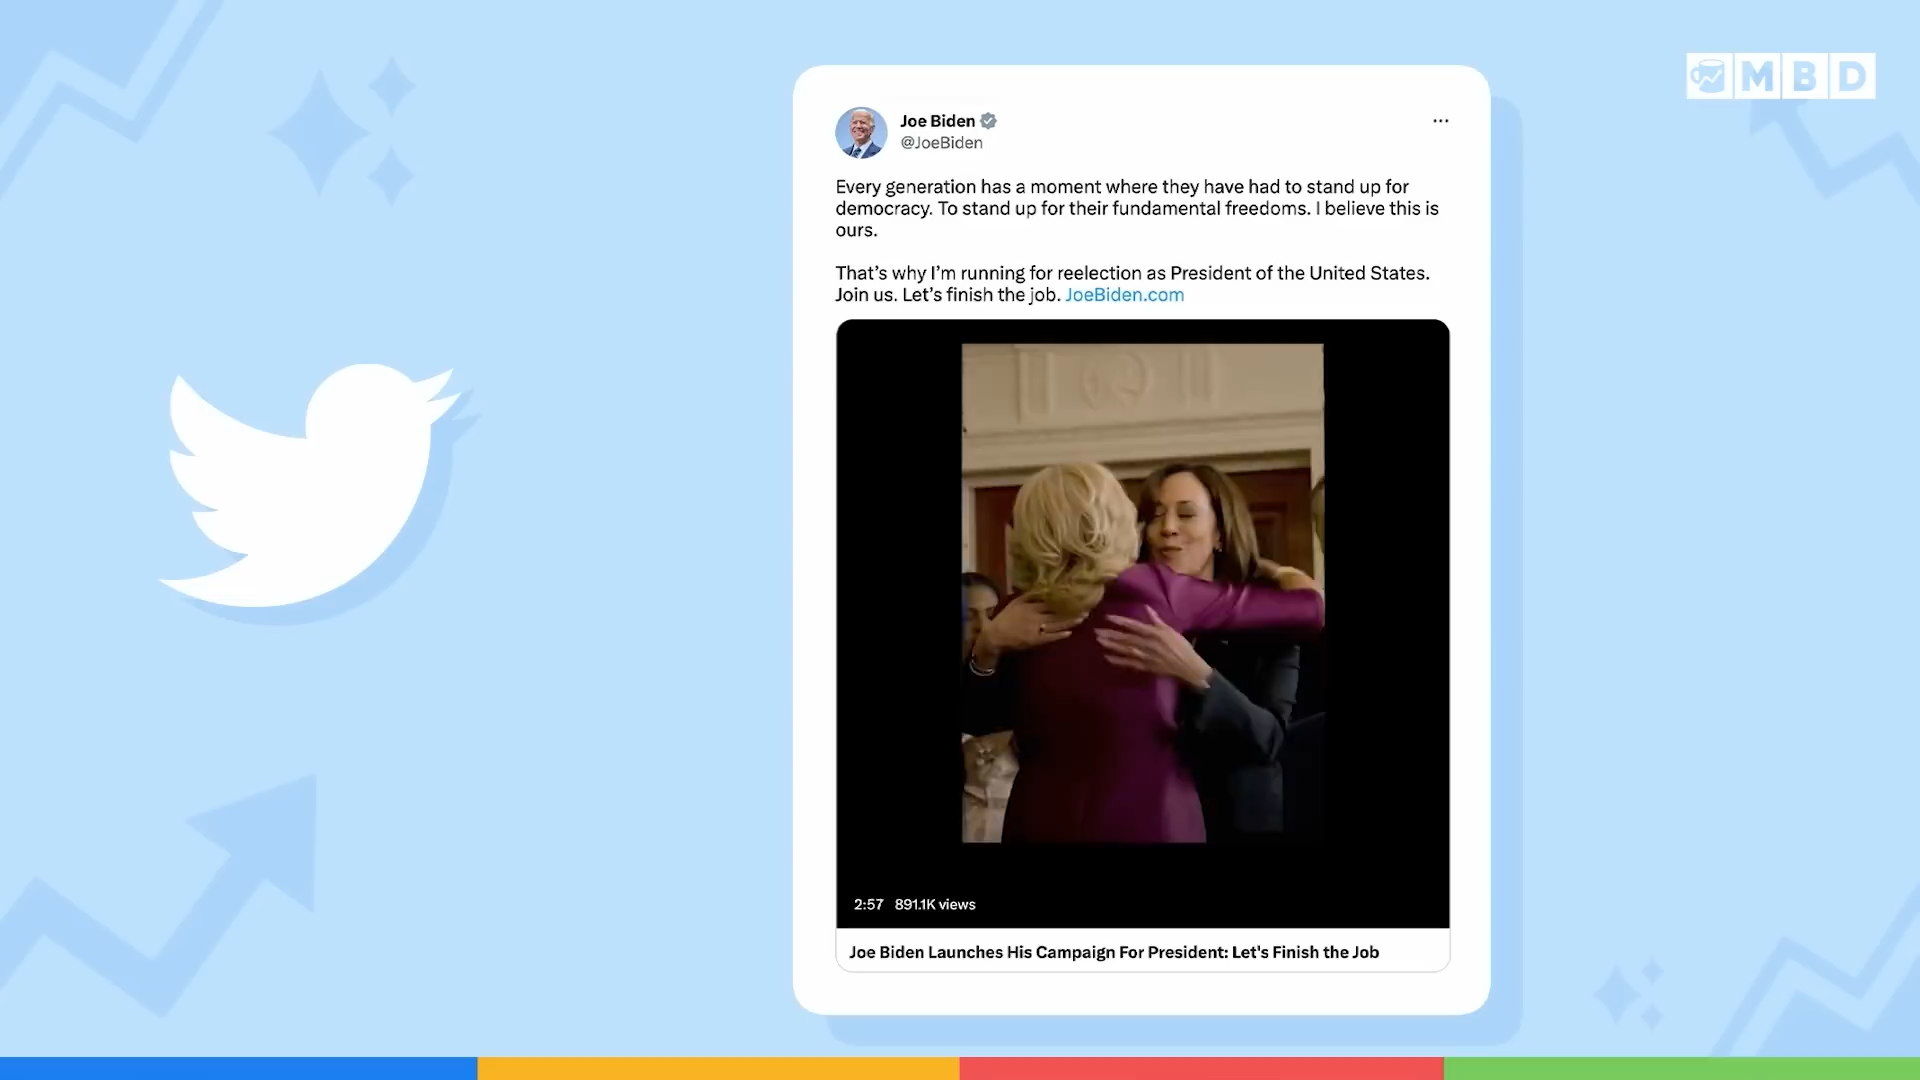 MBD
Joe Biden
@JoeBiden
...
Every generation has a moment where they have had to stand up for
democracy. To stand up for their fundamental freedoms. I believe this is
ours.
That’s why I’m running for reelection as President of the United States.
Join us. Let’s finish the job. JoeBiden.com
2:57 891.1K views
Joe Biden Launches His Campaign For President: Let's Finish the Job